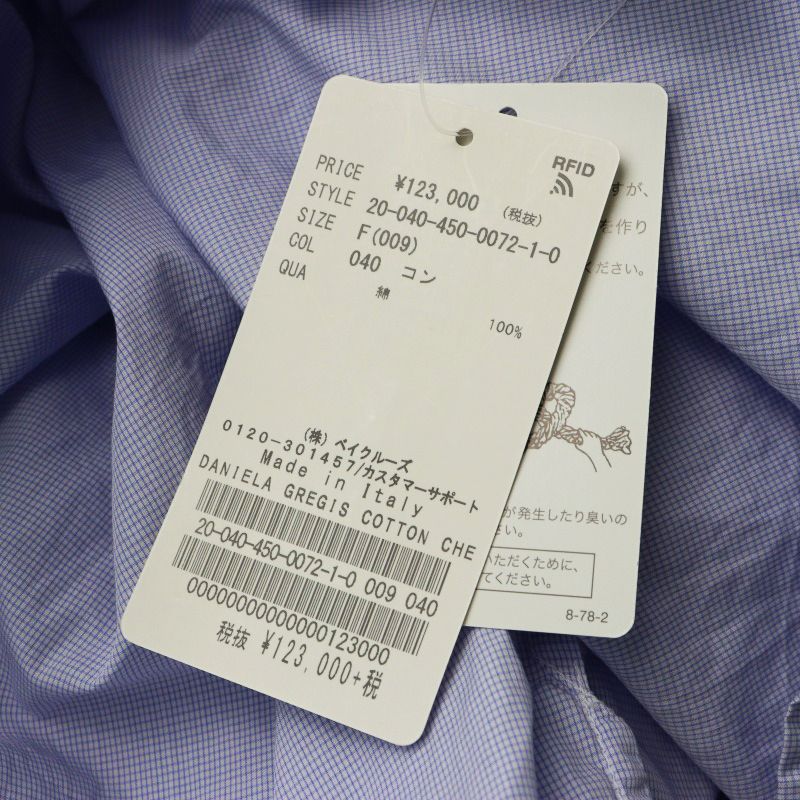 RFID
PRICE ¥123,000 (税抜)
STYLE 20-040-450-0072-1-0
SIZE F(009)
COL 040 コン
QUA 綿 100%
(株)ベイクルーズ
0120-301457/カスタマーサポート
Made in Italy
DANIELA GREGIS COTTON CHE
20-040-450-0072-1-0 009 040
00000000000000123000
税抜 ¥123,000+税
すが、
を作り
ください。
が発生したり臭いの
さい。
いただくために、
てください。
8-78-2